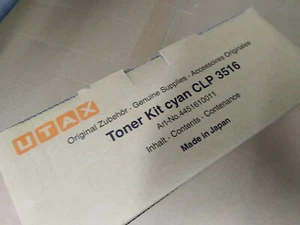 UTAX
Original Zubehör - Genuine Supplies - Accessoires Originales
Toner Kit cyan CLP 3516
Art-No.4451610011
Inhalt - Contents - Contenance
Made in Japan